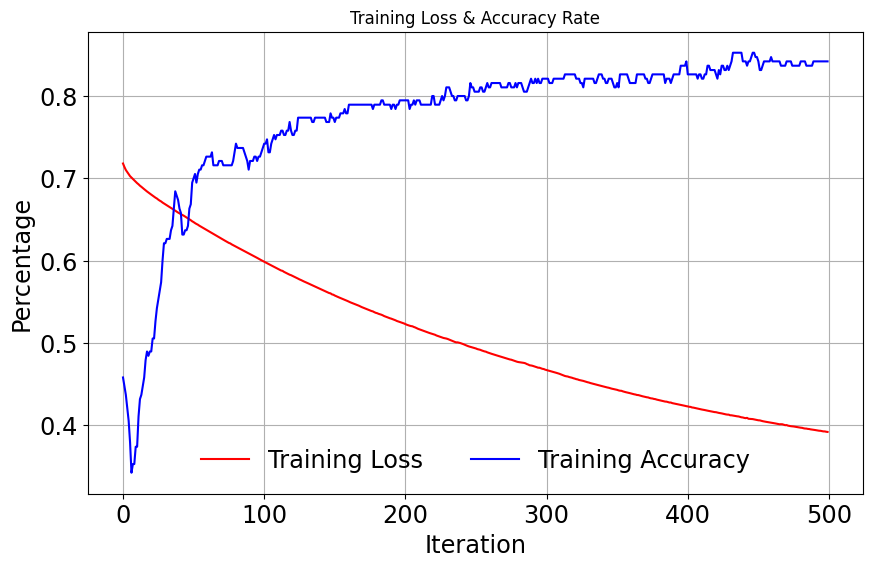 Training Loss & Accuracy Rate
0.8
0.7
0.6
0.5
0.4
Percentage
Training Loss
Training Accuracy
0 100 200 300 400 500
Iteration